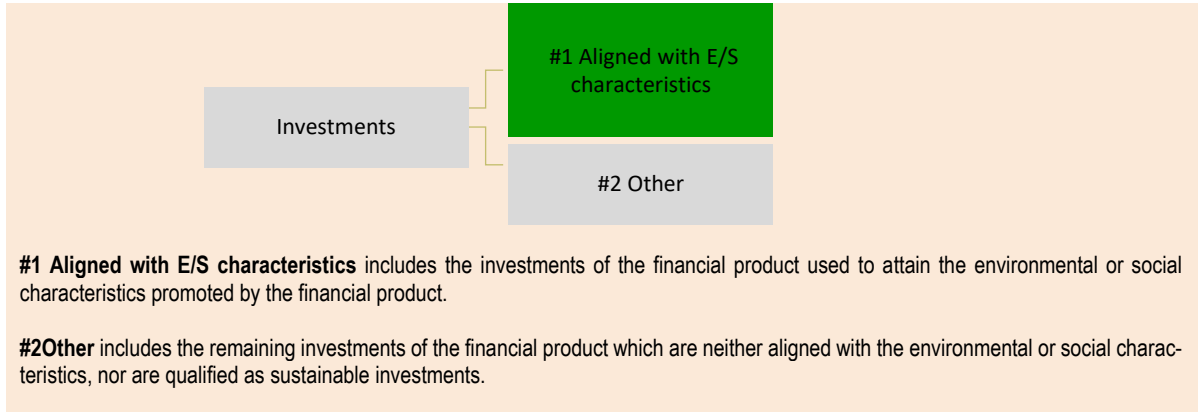 #1 Aligned with E/S
characteristics
Investments
#2 Other
#1 Aligned with E/S characteristics includes the investments of the financial product used to attain the environmental or social
characteristics promoted by the financial product.
#2Other includes the remaining investments of the financial product which are neither aligned with the environmental or social charac-
teristics, nor are qualified as sustainable investments.